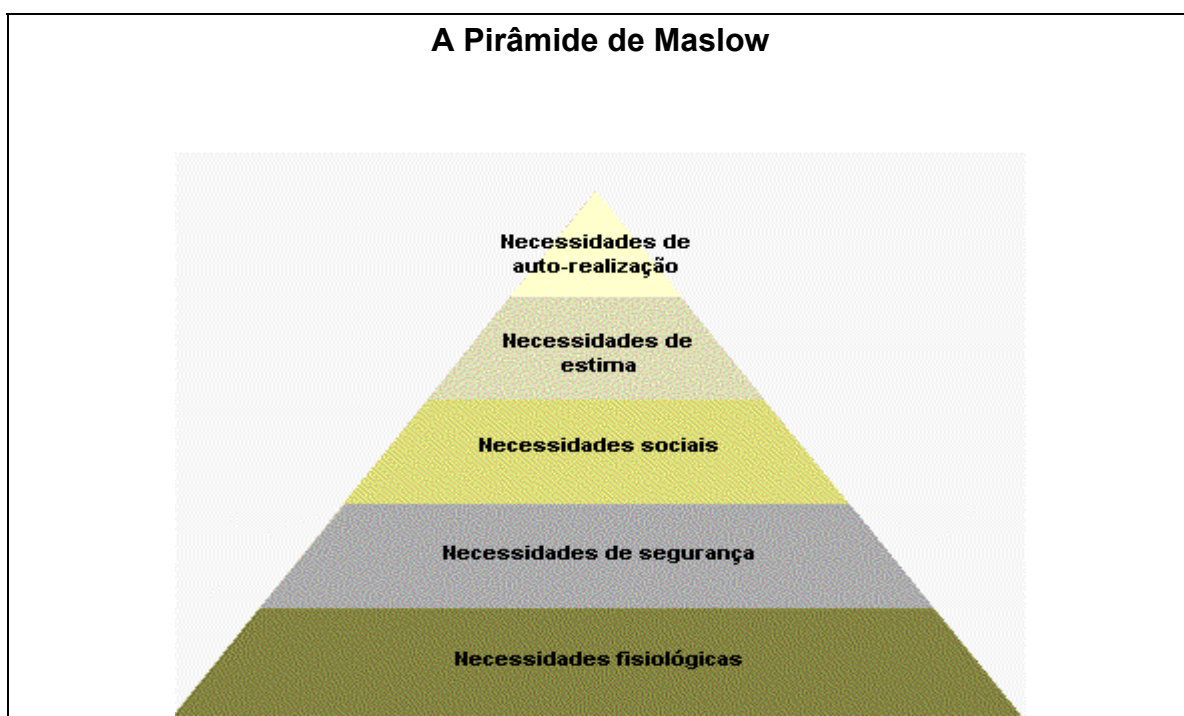 A Pirâmide de Maslow
Necessidades de
auto-realização
Necessidades de
estima
Necessidades sociais
Necessidades de segurança
Necessidades fisiológicas